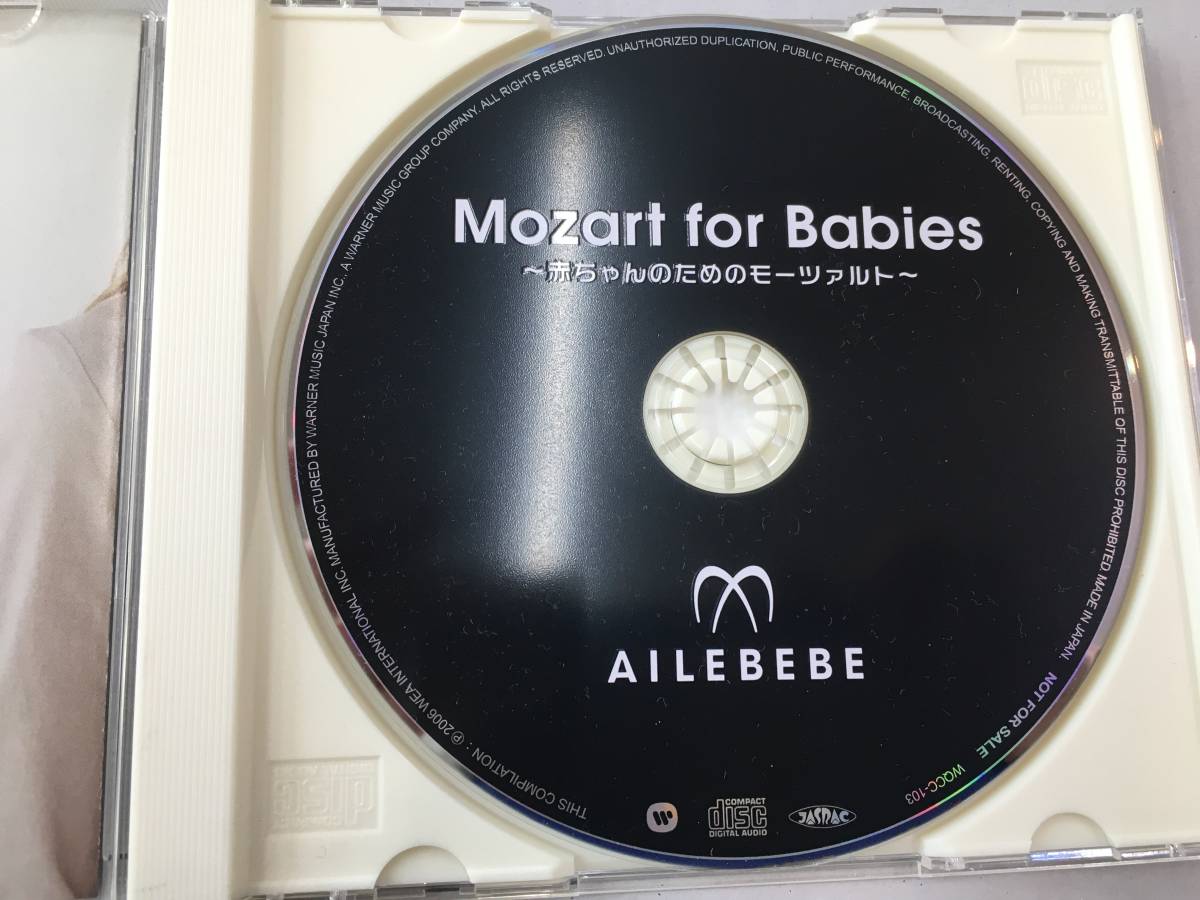 Mozart for Babies
～赤ちゃんのためのモーツァルト～
AILEBEBE
COMPACT
disc
DIGITAL AUDIO
JASRAC
WQCC-103
NOT FOR SALE
THIS COMPILATION : ℗ 2006 WEA INTERNATIONAL INC. MANUFACTURED BY WARNER MUSIC JAPAN INC., A WARNER MUSIC GROUP COMPANY. ALL RIGHTS RESERVED. UNAUTHORIZED DUPLICATION, PUBLIC PERFORMANCE, BROADCASTING, RENTING, COPYING AND MAKING TRANSMITTABLE OF THIS DISC PROHIBITED. MADE IN JAPAN.
disc
disc